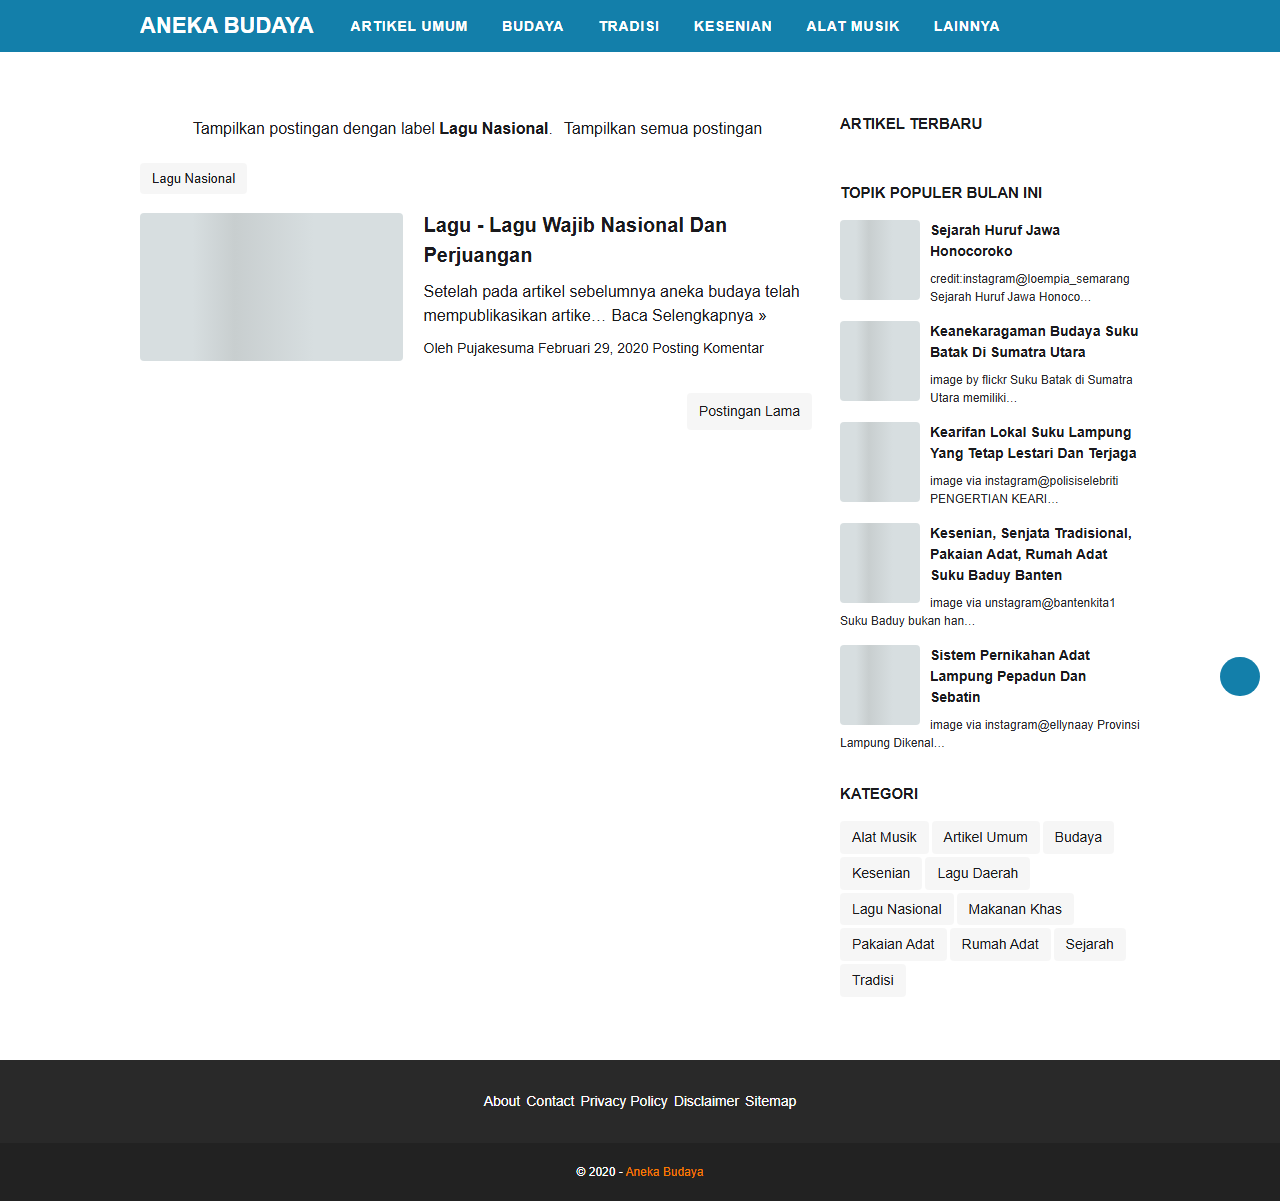 ANEKA BUDAYA ARTIKEL UMUM BUDAYA TRADISI KESENIAN ALAT MUSIK LAINNYA
Tampilkan postingan dengan label Lagu Nasional. Tampilkan semua postingan
Lagu Nasional
Lagu - Lagu Wajib Nasional Dan
Perjuangan
Setelah pada artikel sebelumnya aneka budaya telah
mempublikasikan artike… Baca Selengkapnya »
Oleh Pujakesuma Februari 29, 2020 Posting Komentar
Postingan Lama
ARTIKEL TERBARU
TOPIK POPULER BULAN INI
Sejarah Huruf Jawa
Honocoroko
credit:instagram@loempia_semarang
Sejarah Huruf Jawa Honoco…
Keanekaragaman Budaya Suku
Batak Di Sumatra Utara
image by flickr Suku Batak di Sumatra
Utara memiliki…
Kearifan Lokal Suku Lampung
Yang Tetap Lestari Dan Terjaga
image via instagram@polisiselebriti
PENGERTIAN KEARI…
Kesenian, Senjata Tradisional,
Pakaian Adat, Rumah Adat
Suku Baduy Banten
image via unstagram@bantenkita1
Suku Baduy bukan han…
Sistem Pernikahan Adat
Lampung Pepadun Dan
Sebatin
image via instagram@ellynaay Provinsi
Lampung Dikenal…
KATEGORI
Alat Musik Artikel Umum Budaya
Kesenian Lagu Daerah
Lagu Nasional Makanan Khas
Pakaian Adat Rumah Adat Sejarah
Tradisi
About Contact Privacy Policy Disclaimer Sitemap
© 2020 - Aneka Budaya